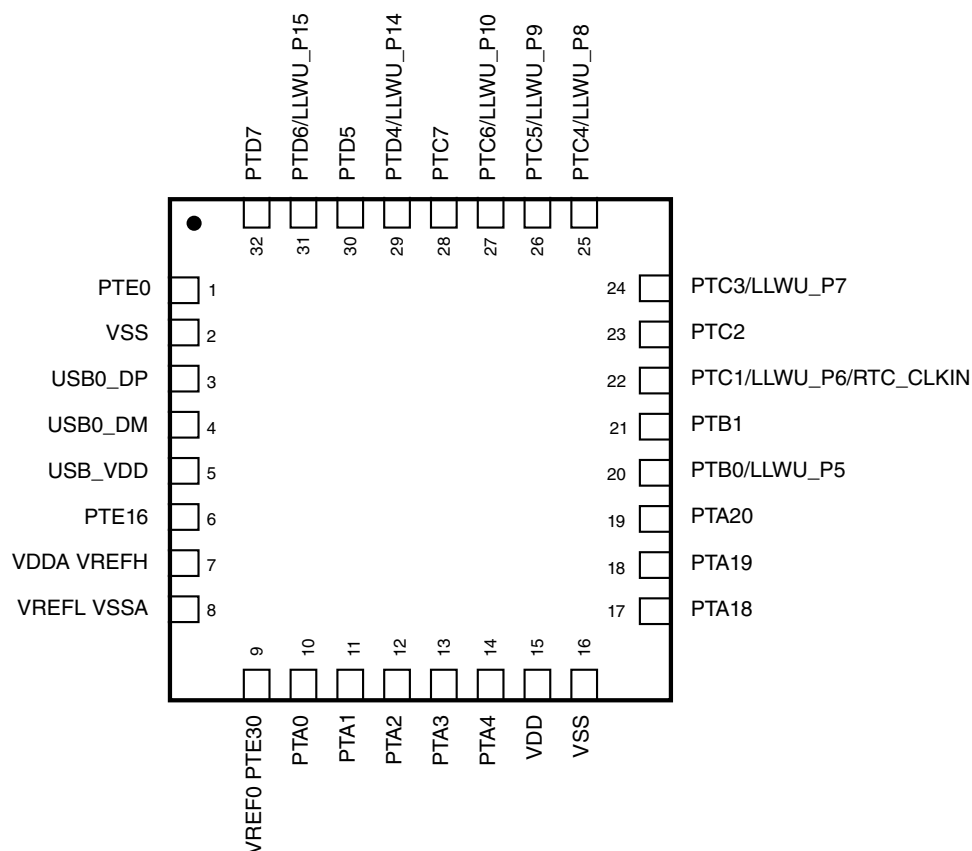 PTD7
PTD6/LLWU_P15
PTD5
PTD4/LLWU_P14
PTC7
PTC6/LLWU_P10
PTC5/LLWU_P9
PTC4/LLWU_P8
32
31
30
29
28
27
26
25
PTE0 1
VSS 2
USB0_DP 3
USB0_DM 4
USB_VDD 5
PTE16 6
VDDA VREFH 7
VREFL VSSA 8
24 PTC3/LLWU_P7
23 PTC2
22 PTC1/LLWU_P6/RTC_CLKIN
21 PTB1
20 PTB0/LLWU_P5
19 PTA20
18 PTA19
17 PTA18
9
10
11
12
13
14
15
16
VREF0 PTE30
PTA0
PTA1
PTA2
PTA3
PTA4
VDD
VSS